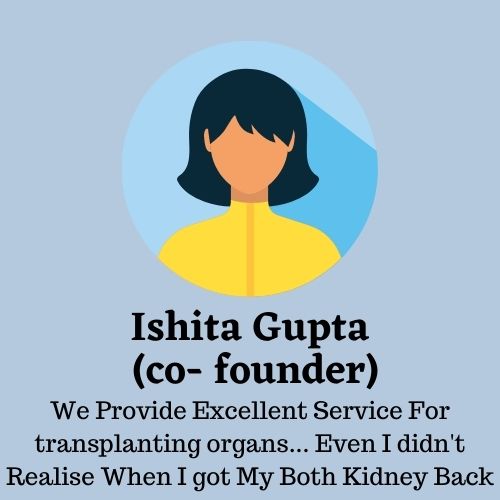 Ishita Gupta
(co- founder)
We Provide Excellent Service For
transplanting organs... Even I didn't
Realise When I got My Both Kidney Back